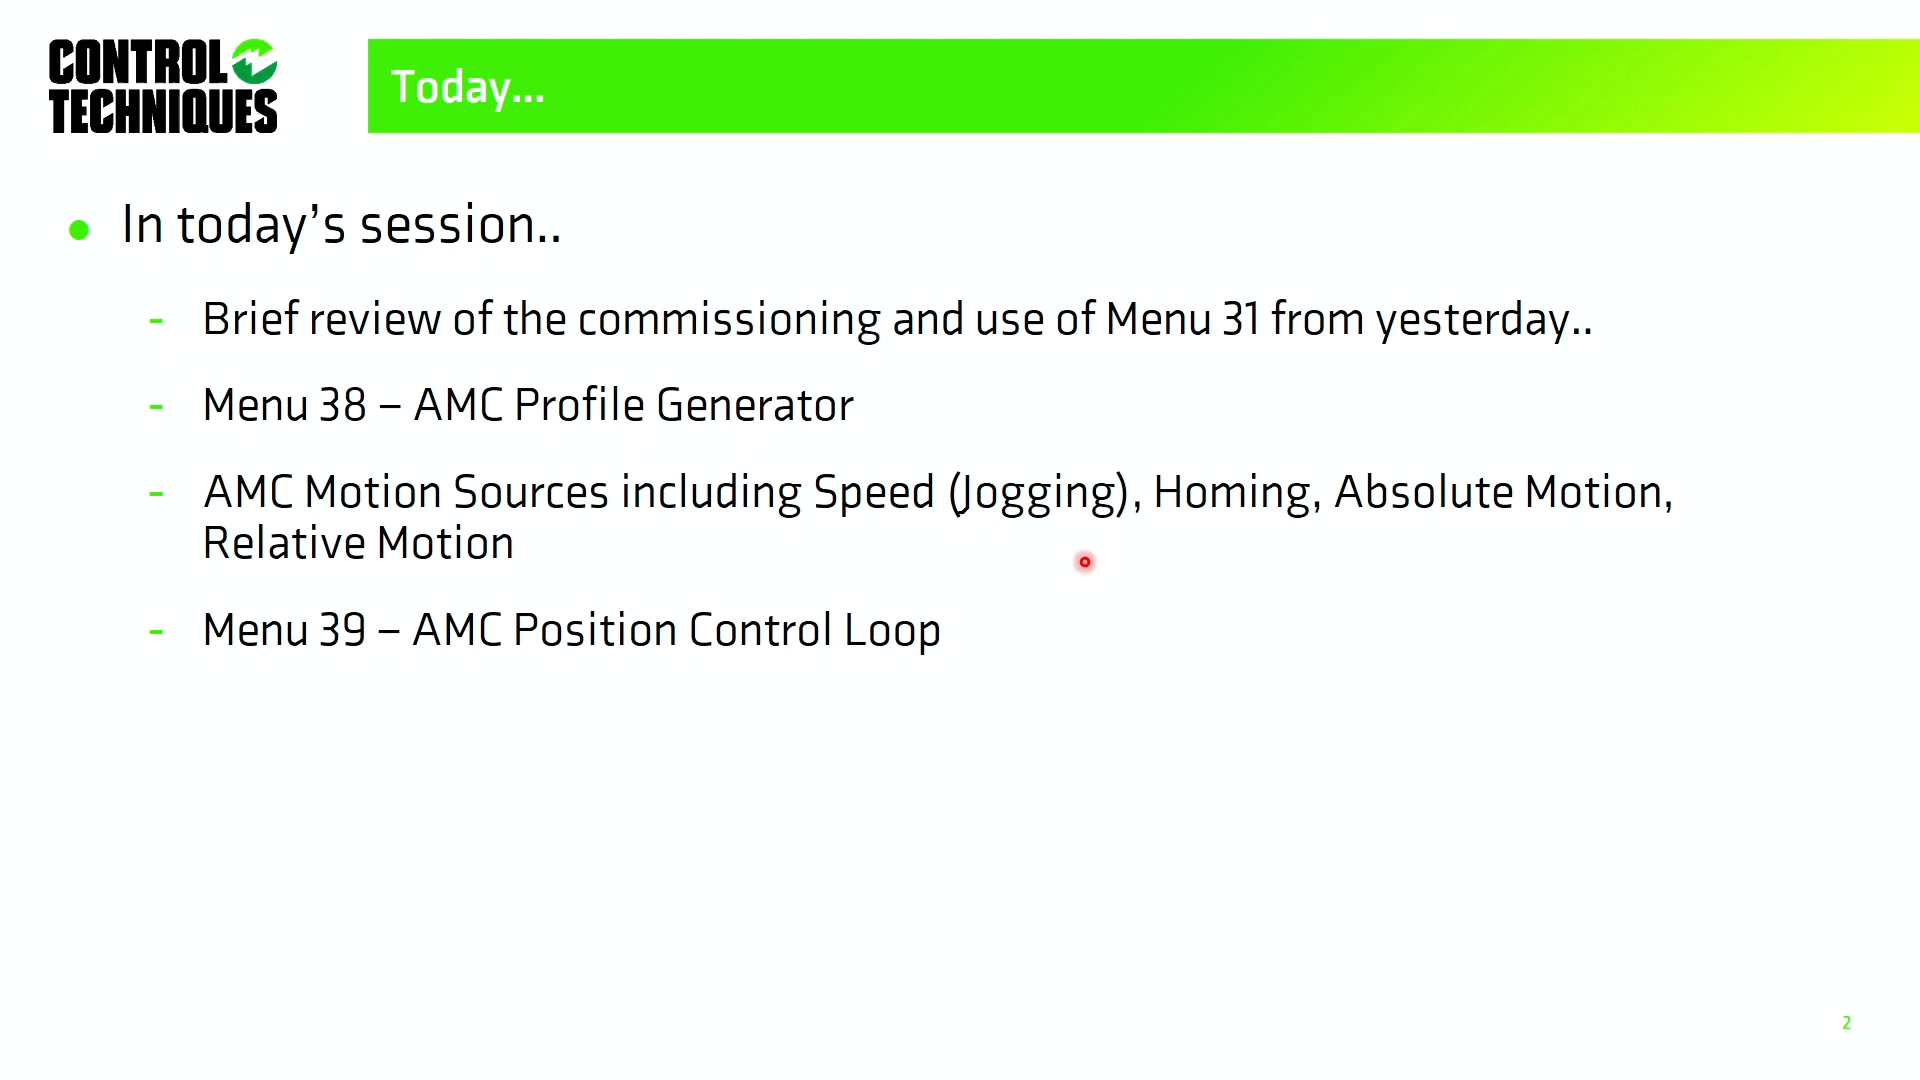 CONTROL
TECHNIQUES
Today...
In today's session..
- Brief review of the commissioning and use of Menu 31 from yesterday..
- Menu 38 – AMC Profile Generator
- AMC Motion Sources including Speed (Jogging), Homing, Absolute Motion,
Relative Motion
- Menu 39 – AMC Position Control Loop
2